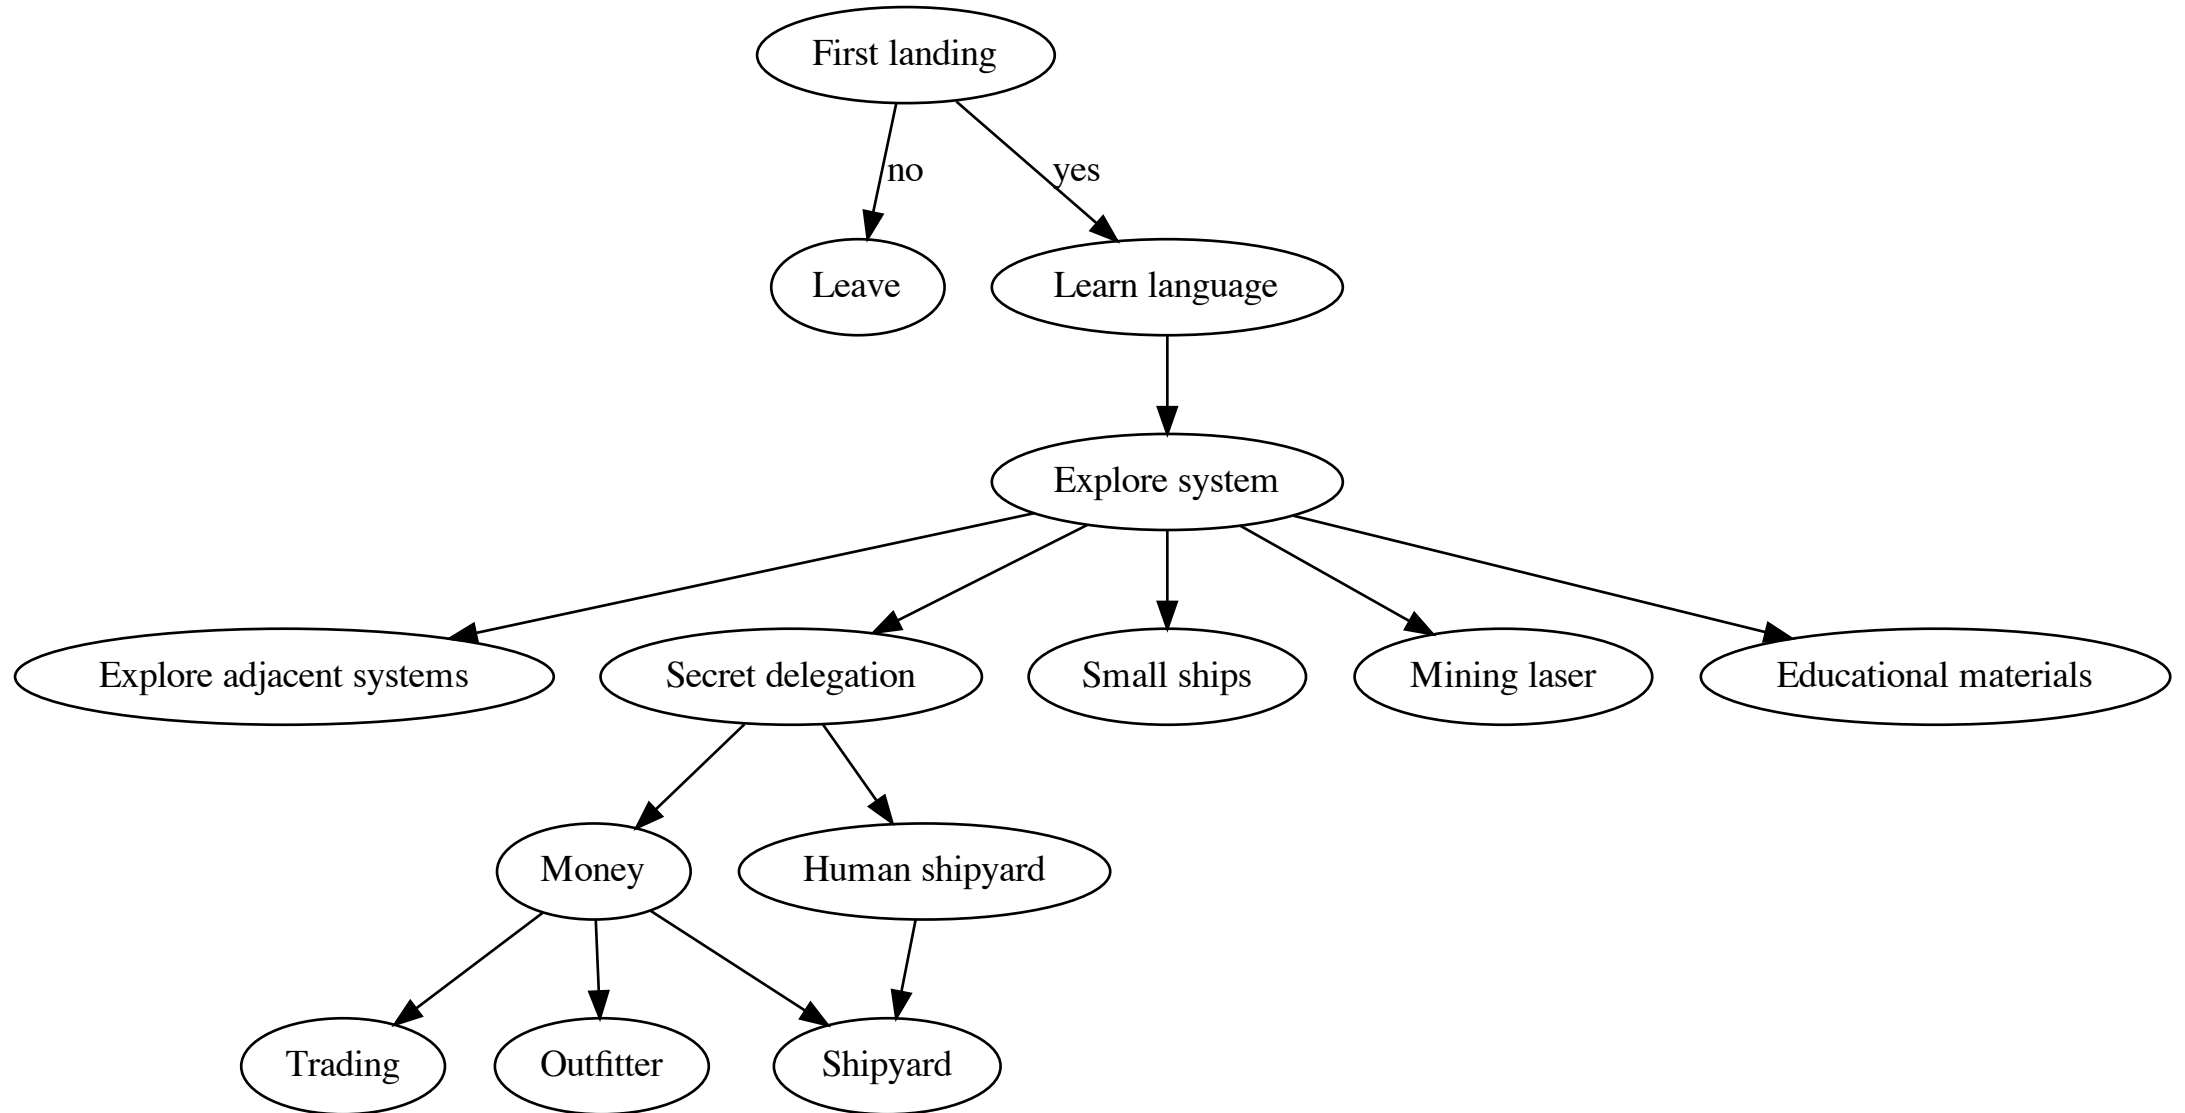 First landing
no
yes
Leave
Learn language
Explore system
Explore adjacent systems
Secret delegation
Small ships
Mining laser
Educational materials
Money
Human shipyard
Trading
Outfitter
Shipyard